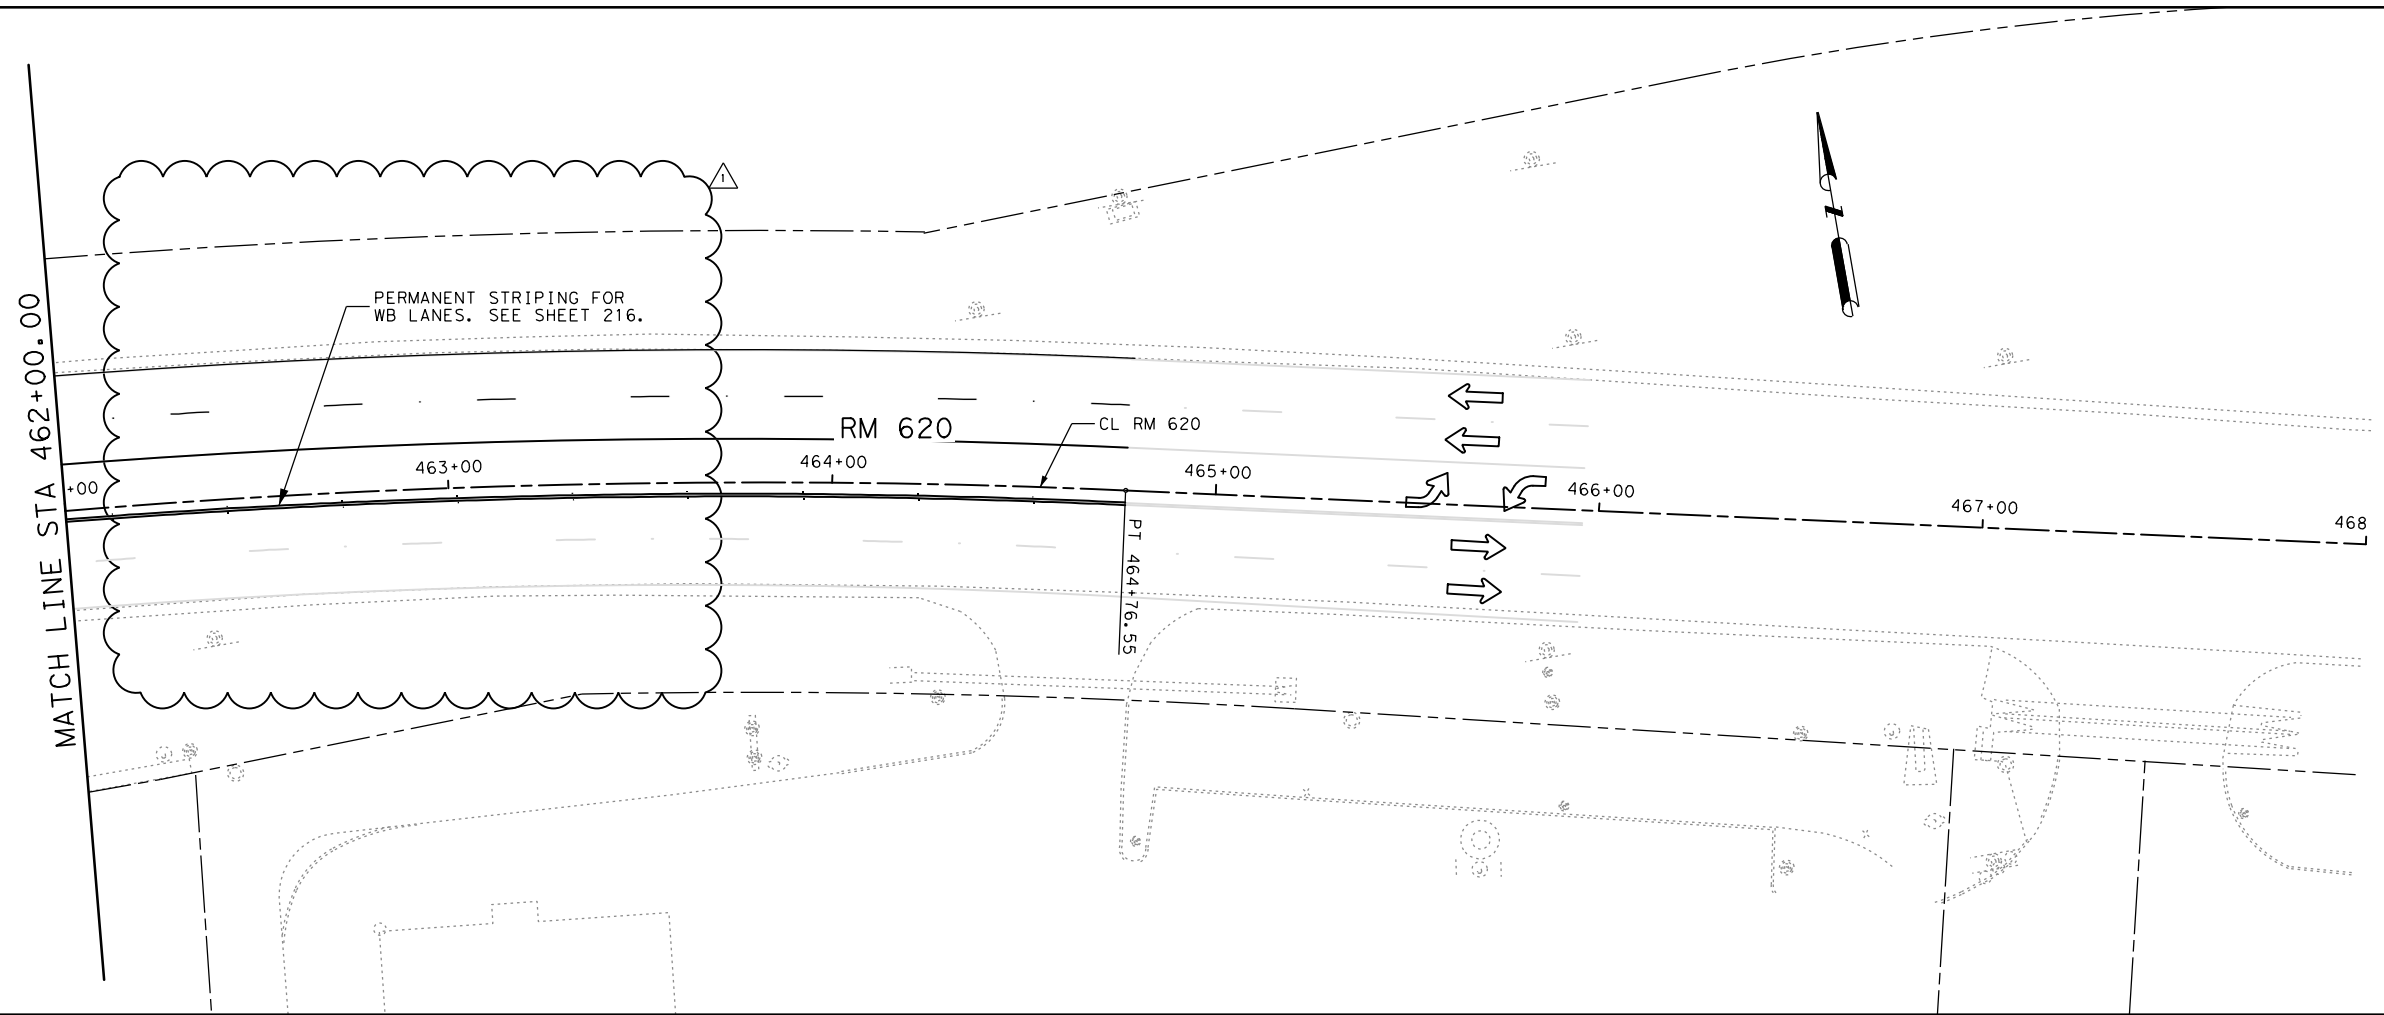 MATCH LINE STA 462+00.00
1
PERMANENT STRIPING FOR
WB LANES. SEE SHEET 216.
RM 620
CL RM 620
+00
463+00
464+00
465+00
466+00
467+00
468
PT 464+76.55